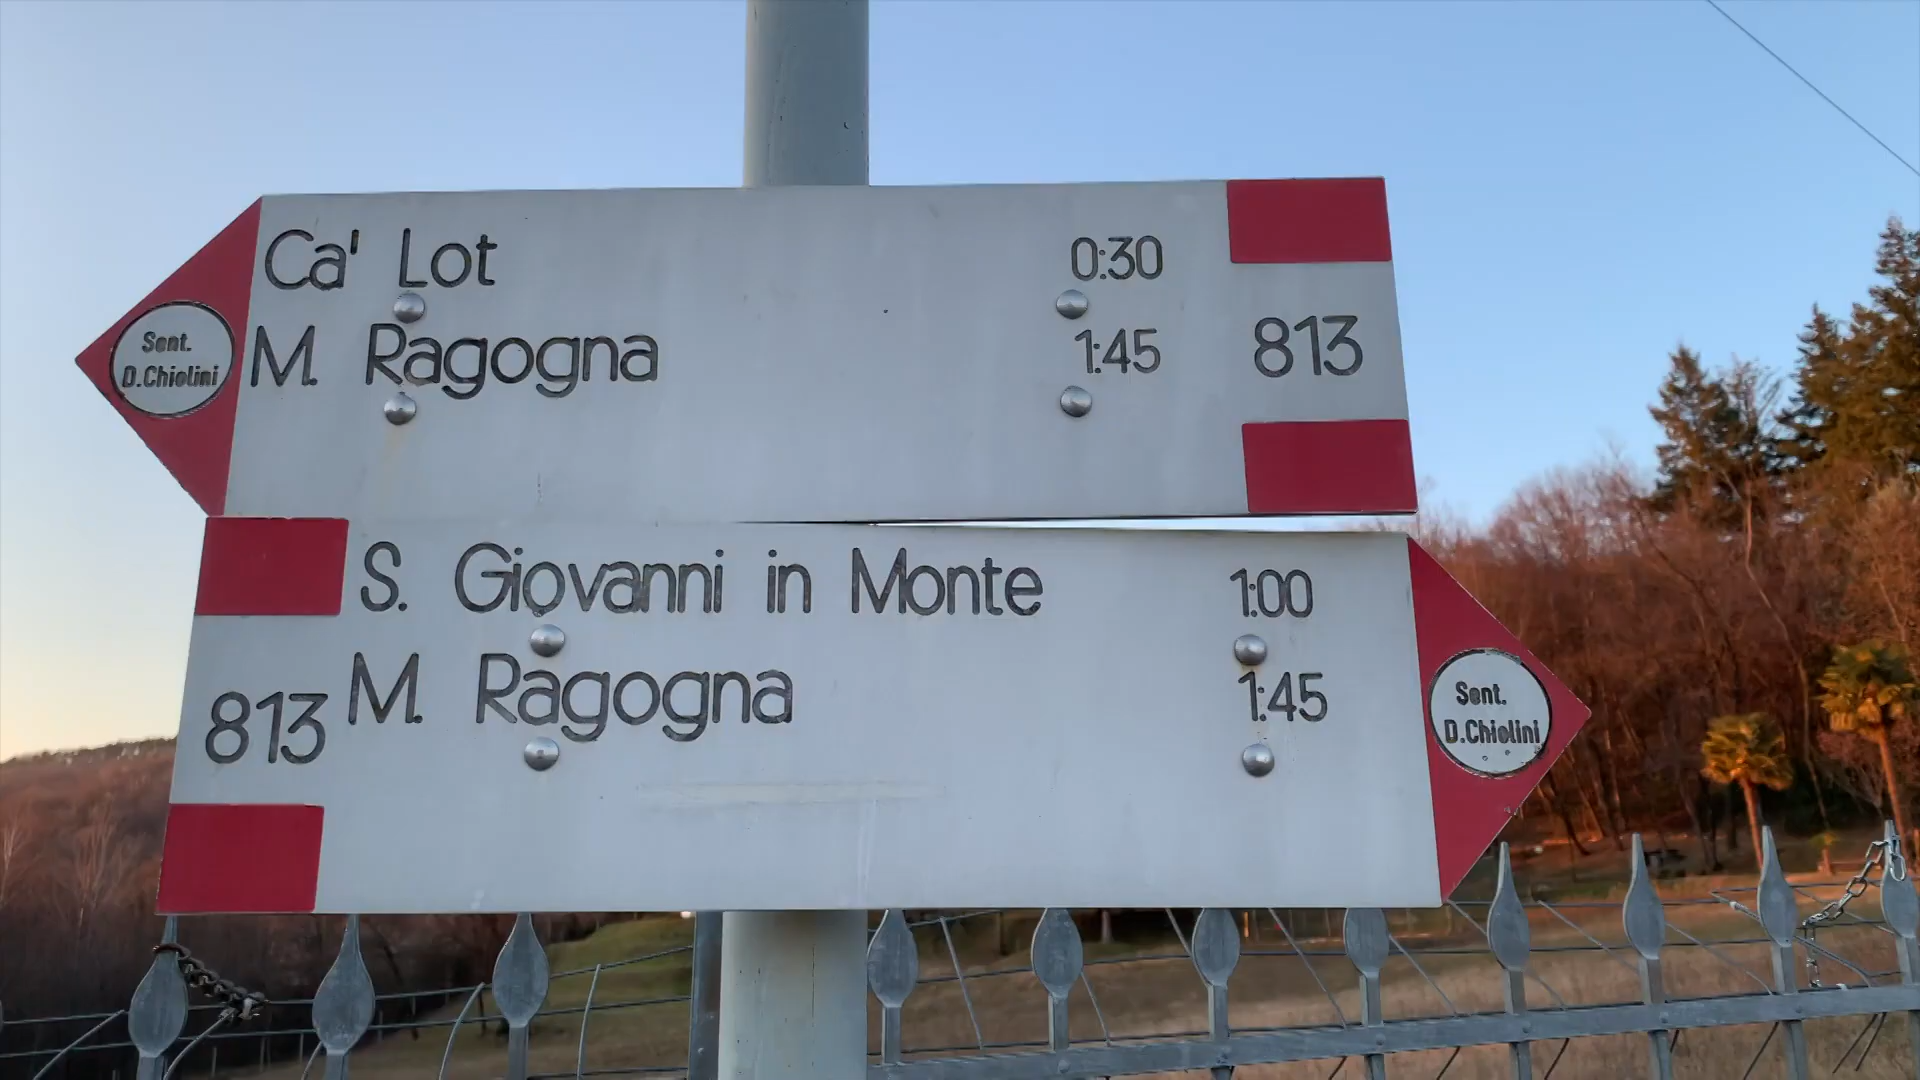 Ca' Lot 0:30
Sent.
D.Chiolini
M. Ragogna 1:45
813
S. Giovanni in Monte 1:00
813
M. Ragogna 1:45
Sent.
D.Chiolini